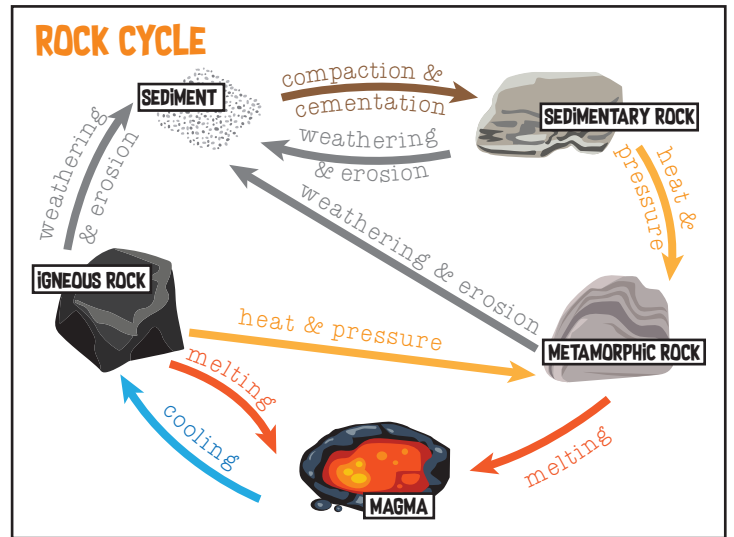 ROCK CYCLE
SEDiMENT
compaction &
cementation
SEDiMENTARY ROCK
weathering
& erosion
weathering
& erosion
heat &
pressure
weathering & erosion
iGNEOUS ROCK
heat & pressure
METAMORPHiC ROCK
melting
cooling
melting
MAGMA